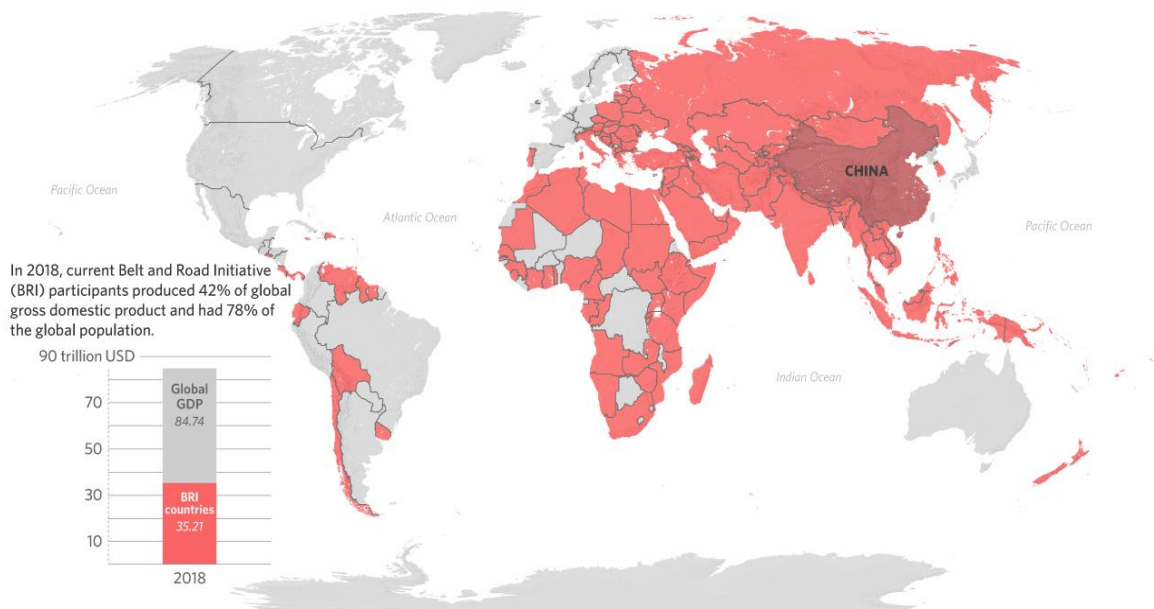 CHINA
Pacific Ocean
Atlantic Ocean
Pacific Ocean
In 2018, current Belt and Road Initiative
(BRI) participants produced 42% of global
gross domestic product and had 78% of
the global population.
90 trillion USD
Global
GDP
84.74
70
Indian Ocean
50
30
BRI
countries
35.21
10
2018